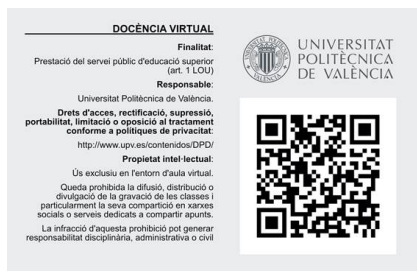 DOCÈNCIA VIRTUAL
Finalitat:
Prestació del servei públic d'educació superior
(art. 1 LOU)
Responsable:
Universitat Politècnica de València.
Drets d'acces, rectificació, supressió,
portabilitat, limitació o oposició al tractament
conforme a polítiques de privacitat:
http://www.upv.es/contenidos/DPD/
Propietat intel·lectual:
Ús exclusiu en l'entorn d'aula virtual.
Queda prohibida la difusió, distribució o
divulgació de la gravació de les classes i
particularment la seva compartició en xarxes
socials o serveis dedicats a compartir apunts.
La infracció d'aquesta prohibició pot generar
responsabilitat disciplinària, administrativa o civil
UNIVERSITAT
POLITÈCNICA
DE VALÈNCIA